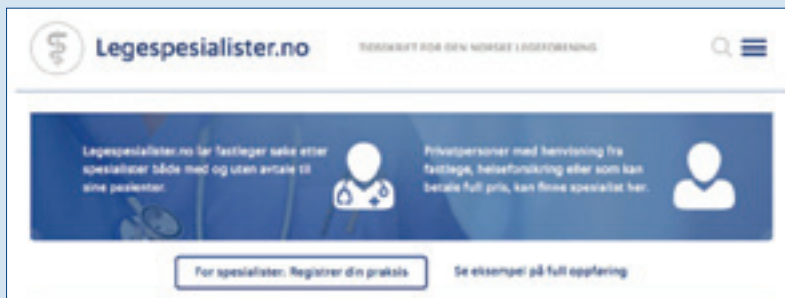 Legespesialister.no
TIDSSKRIFT FOR DEN NORSKE LEGEFORENING
Legespesialister.no lar fastleger søke etter
spesialister både med og uten avtale til
sine pasienter.
Privatpersoner med henvisning fra
fastlege, helseforsikring eller som kan
betale full pris, kan finne spesialist her.
For spesialister: Registrer din praksis
Se eksempel på full oppføring